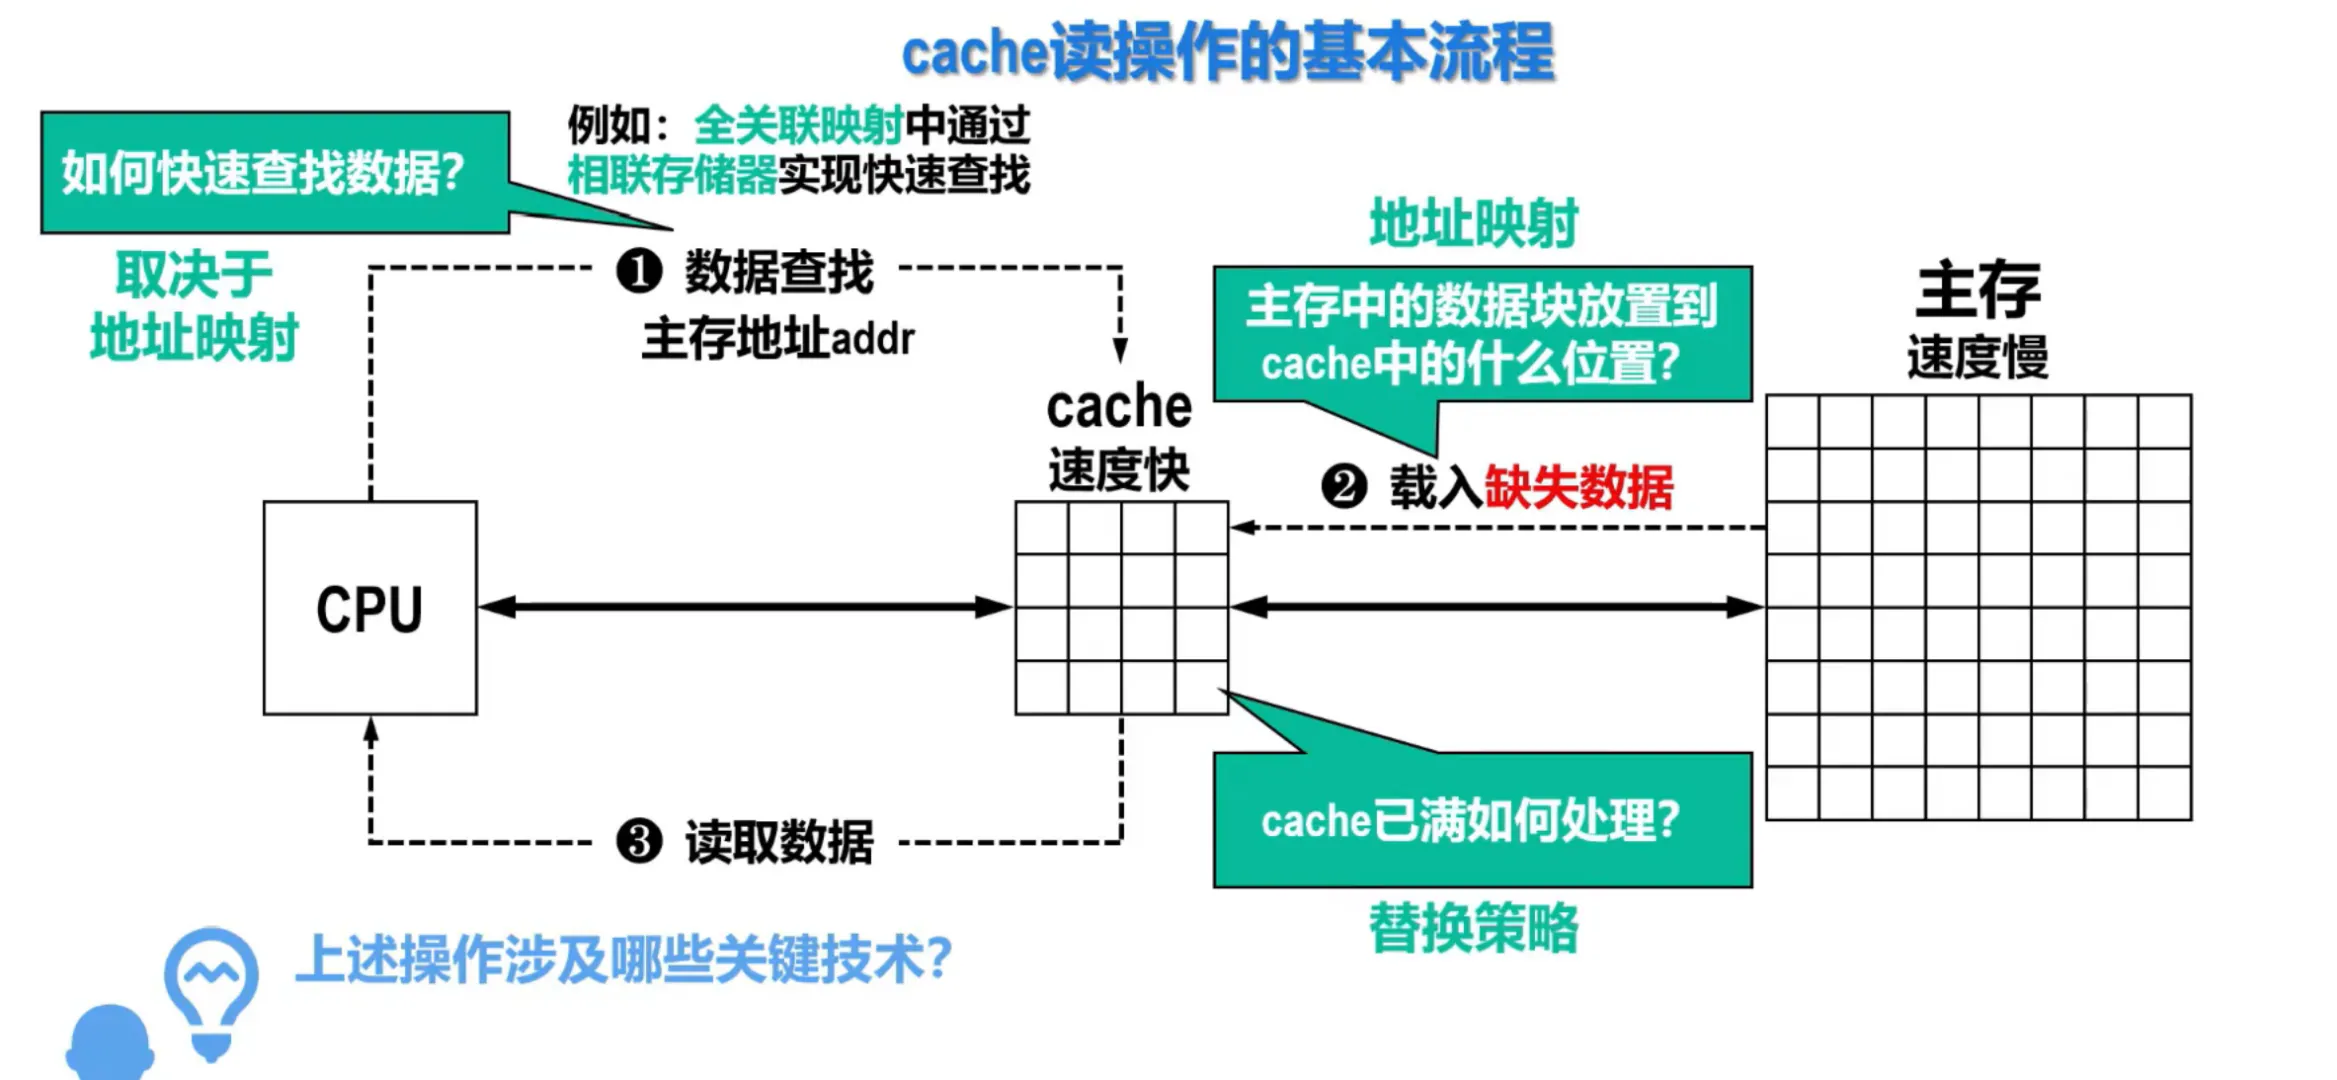 cache读操作的基本流程
如何快速查找数据?
例如：全关联映射中通过
相联存储器实现快速查找
取决于
地址映射
❶ 数据查找
主存地址addr
地址映射
主存中的数据块放置到
cache中的什么位置?
主存
速度慢
cache
速度快
❷ 载入缺失数据
CPU
❸ 读取数据
cache已满如何处理?
替换策略
上述操作涉及哪些关键技术?